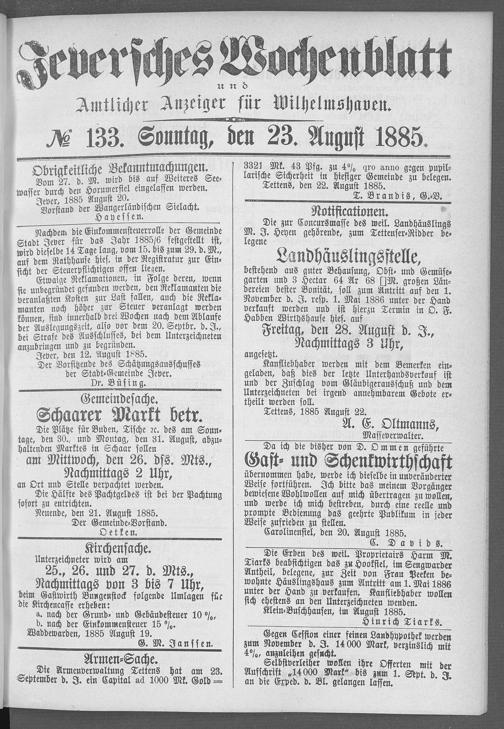 Jeversches Wochenblatt
und
Amtlicher Anzeiger für Wilhelmshaven.
№ 133. Sonntag, den 23. August 1885.
Obrigkeitliche Bekanntmachungen.
Vom 27. d. M. wird bis auf Weiteres See-
wasser durch den Horumersiel eingelassen werden.
Jever, 1885 August 20.
Vorstand der Wangerländischen Sielacht.
Hayessen.
Nachdem die Einkommensteuerrolle der Gemeinde
Stadt Jever für das Jahr 1885/6 festgestellt ist,
wird dieselbe 14 Tage lang, vom 15. bis zum 29. d. M.,
auf dem Rathhause hies. in der Registratur zur Ein-
sicht der Steuerpflichtigen offen liegen.
Etwaige Reklamationen, in Folge deren, wenn
sie unbegründet gefunden werden, den Reklamanten die
veranlaßten Kosten zur Last fallen, auch die Rekla-
manten noch höher zur Steuer veranlagt werden
können, sind innerhalb drei Wochen nach dem Ablaufe
der Auslegungszeit, also vor dem 20. Septbr. d. J.,
bei Strafe des Ausschlusses, bei dem Unterzeichneten
anzubringen und zu begründen.
Jever, den 12. August 1885.
Der Vorsitzende des Schätzungsausschusses
der Stadt-Gemeinde Jever.
Dr. Büsing.
Gemeindesache.
Schaarer Markt betr.
Die Plätze für Buden, Tische ꝛc. des am Sonn-
tage, den 30., und Montag, den 31. August, abzu-
haltenden Marktes in Schaar sollen
am Mittwoch, den 26. dss. Mts.,
Nachmittags 2 Uhr,
an Ort und Stelle verpachtet werden.
Die Hälfte des Pachtgeldes ist bei der Pachtung
sofort zu entrichten.
Neuende, den 21. August 1885.
Der Gemeinde-Vorstand.
Oetken.
Kirchensache.
Unterzeichneter wird am
25., 26. und 27. d. Mts.,
Nachmittags von 3 bis 7 Uhr,
beim Gastwirth Bungenstock folgende Umlagen für
die Kirchencasse erheben:
a. nach der Grund- und Gebäudesteuer 10 %,
b. nach der Einkommensteuer 15 %.
Waddewarden, 1885 August 19.
G. M. Janssen.
Armen-Sache.
Die Armenverwaltung Tettens hat am 23.
September d. J. ein Capital ad 1000 Mk. Gold =
3321 Mk. 43 Pfg. zu 4% pro anno gegen pupil-
larische Sicherheit in hiesiger Gemeinde zu belegen.
Tettens, den 22. August 1885.
T. Brandis, G.-V.
Notificationen.
Die zur Concursmasse des weil. Landhäuslings
M. J. Heyen gehörende, zum Tettenser-Ridder be-
legene
Landhäuslingsstelle,
bestehend aus guter Behausung, Obst- und Gemüse-
garten und 3 Hectar 64 Ar 68 []M. großen Län-
dereien bester Bonität, soll zum Antritt auf den 1.
November d. J. resp. 1. Mai 1886 unter der Hand
verkauft werden und ist hierzu Termin in O. F.
Habben Wirthshause hies. auf
Freitag, den 28. August d. J.,
Nachmittags 3 Uhr,
angesetzt.
Kaufliebhaber werden mit dem Bemerken ein-
geladen, daß dies der letzte Unterhandsverkauf ist
und der Zuschlag vom Gläubigerausschuß und dem
Unterzeichneten bei irgend annehmbarem Gebote er-
theilt werden soll.
Tettens, 1885 August 22.
A. E. Oltmanns,
Masseverwalter.
Da ich die bisher von D. Ommen geführte
Gast- und Schenkwirthschaft
übernommen habe, werde ich dieselbe in unveränderter
Weise fortführen. Ich bitte das meinem Vorgänger
bewiesene Wohlwollen auf mich übertragen zu wollen,
und werde ich mich bestreben, durch eine reelle und
prompte Bedienung das geehrte Publikum in jeder
Weise zufrieden zu stellen.
Carolinensiel, den 20. August 1885.
C. Davids.
Die Erben des weil. Proprietairs Harm M.
Tiarks beabsichtigen das zu Hooksiel, im Sengwarder
Antheil, belegene, zur Zeit von Frau Peeken be-
wohnte Häuslingshaus zum Antritt am 1. Mai 1886
unter der Hand zu verkaufen. Kaufliebhaber wollen
sich ehestens an den Unterzeichneten wenden.
Klein-Buschhausen, im August 1885.
Hinrich Tiarks.
Gegen Cession einer feinen Landhypothek werden
zum November d. J. 14 000 Mark, verzinslich mit
4%, anzuleihen gesucht.
Selbstverleiher wollen ihre Offerten mit der
Aufschrift „14 000 Mark“ bis zum 1. Sept. d. J.
an die Exped. d. Bl. gelangen lassen.